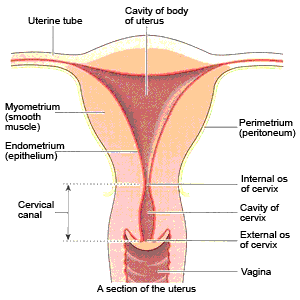 Uterine tube
Cavity of body
of uterus
Myometrium
(smooth
muscle)
Perimetrium
(peritoneum)
Endometrium
(epithelium)
Internal os
of cervix
Cervical
canal
Cavity of
cervix
External os
of cervix
Vagina
A section of the uterus